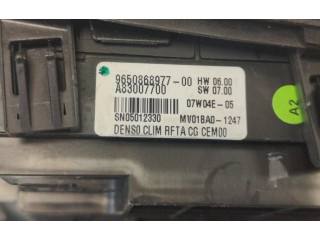 9650868977-00 HW 06.00
A83007700 SW 07.00
07W04E-05
SN05012330 MV01BA0-1247
DENSO CLIM RFTA CG CEM00
A2